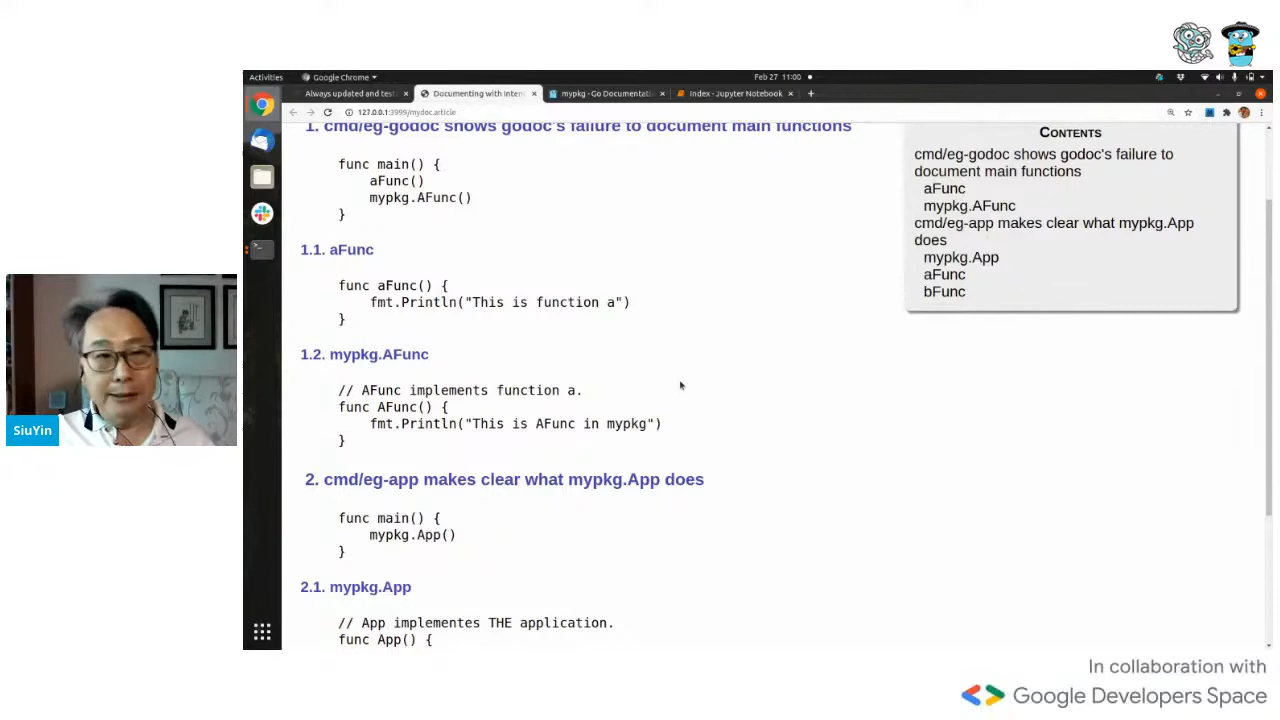 Activities
Google Chrome
Feb 27 11:00
Always updated and test
Documenting with Inten
mypkg - Go Documentati
Index - Jupyter Notebook
127.0.0.1:3999/mydoc.article
1. cmd/eg-godoc shows godoc's failure to document main functions
func main() {
aFunc()
mypkg.AFunc()
}
1.1. aFunc
func aFunc() {
fmt.Println("This is function a")
}
1.2. mypkg.AFunc
// AFunc implements function a.
func AFunc() {
fmt.Println("This is AFunc in mypkg")
}
2. cmd/eg-app makes clear what mypkg.App does
func main() {
mypkg.App()
}
2.1. mypkg.App
// App implementes THE application.
func App() {
CONTENTS
cmd/eg-godoc shows godoc's failure to
document main functions
aFunc
mypkg.AFunc
cmd/eg-app makes clear what mypkg.App
does
mypkg.App
aFunc
bFunc
SiuYin
In collaboration with
Google Developers Space